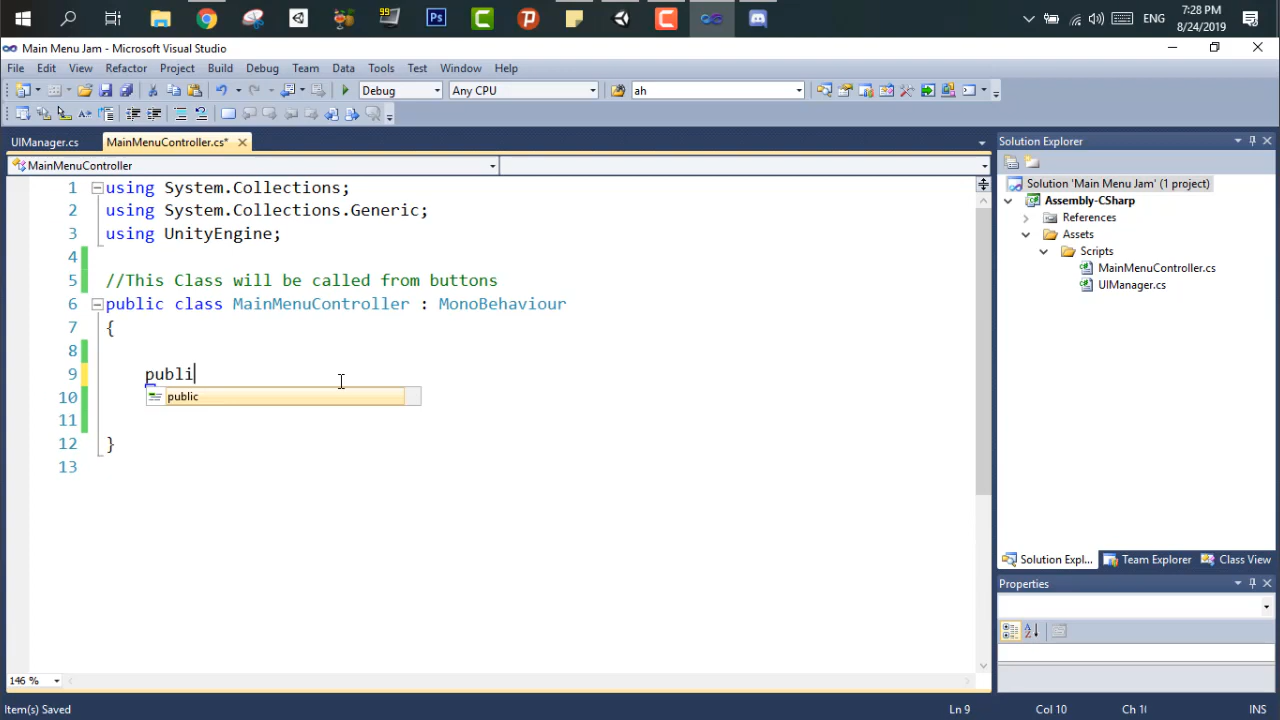 99
Ps
ENG
7:28 PM
8/24/2019
Main Menu Jam - Microsoft Visual Studio
File Edit View Refactor Project Build Debug Team Data Tools Test Window Help
Debug Any CPU ah
UIManager.cs MainMenuController.cs*
MainMenuController
1 using System.Collections;
2 using System.Collections.Generic;
3 using UnityEngine;
4
5 //This Class will be called from buttons
6 public class MainMenuController : MonoBehaviour
7 {
8
9 publi
public
10
11
12 }
13
146 %
Solution Explorer
Solution 'Main Menu Jam' (1 project)
Assembly-CSharp
References
Assets
Scripts
MainMenuController.cs
UIManager.cs
Solution Expl... Team Explorer Class View
Properties
Item(s) Saved Ln 9 Col 10 Ch 10 INS